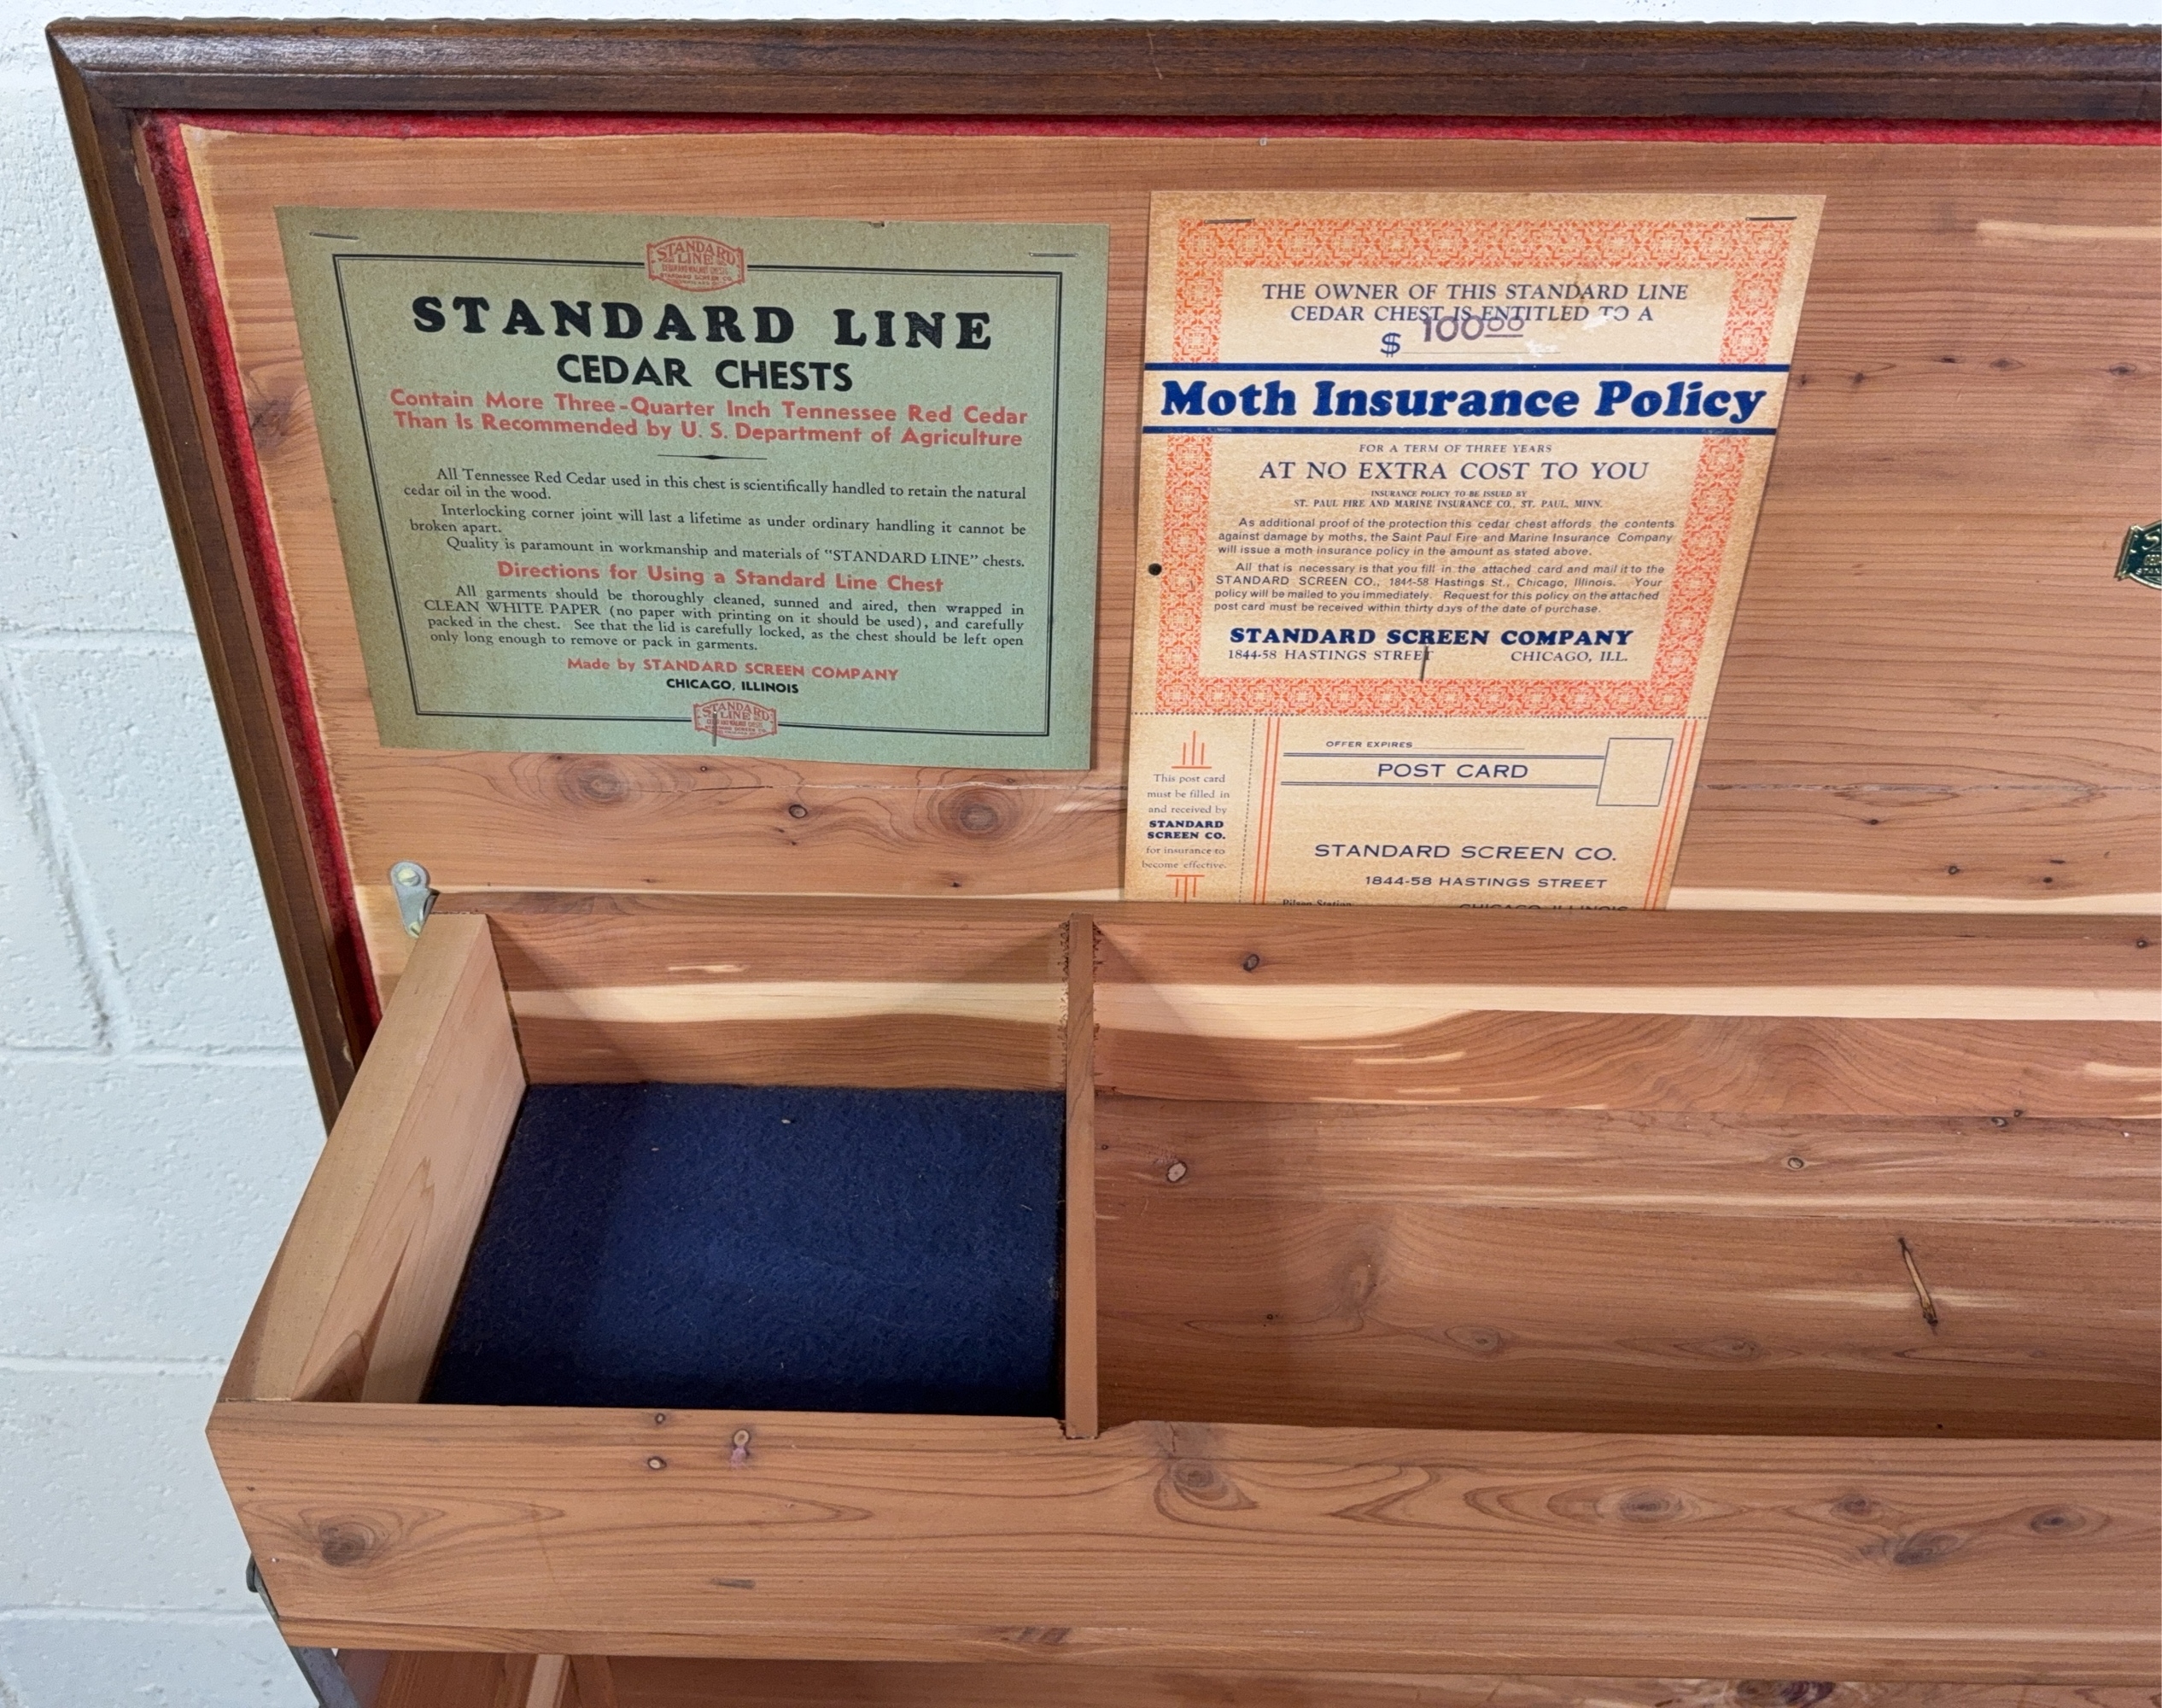 STANDARD
LINE
STANDARD LINE
CEDAR CHESTS
Contain More Three-Quarter Inch Tennessee Red Cedar
Than Is Recommended by U. S. Department of Agriculture
All Tennessee Red Cedar used in this chest is scientifically handled to retain the natural
cedar oil in the wood.
Interlocking corner joint will last a lifetime as under ordinary handling it cannot be
broken apart.
Quality is paramount in workmanship and materials of "STANDARD LINE" chests.
Directions for Using a Standard Line Chest
All garments should be thoroughly cleaned, sunned and aired, then wrapped in
CLEAN WHITE PAPER (no paper with printing on it should be used), and carefully
packed in the chest. See that the lid is carefully locked, as the chest should be left open
only long enough to remove or pack in garments.
Made by STANDARD SCREEN COMPANY
CHICAGO, ILLINOIS
STANDARD
LINE
THE OWNER OF THIS STANDARD LINE
CEDAR CHEST IS ENTITLED TO A
$ 100 00
Moth Insurance Policy
FOR A TERM OF THREE YEARS
AT NO EXTRA COST TO YOU
INSURANCE POLICY TO BE ISSUED BY
ST. PAUL FIRE AND MARINE INSURANCE CO., ST. PAUL, MINN.
As additional proof of the protection this cedar chest affords the contents
against damage by moths, the Saint Paul Fire and Marine Insurance Company
will issue a moth insurance policy in the amount as stated above.
All that is necessary is that you fill in the attached card and mail it to the
STANDARD SCREEN CO., 1844-58 Hastings St., Chicago, Illinois. Your
policy will be mailed to you immediately. Request for this policy on the attached
post card must be received within thirty days of the date of purchase.
STANDARD SCREEN COMPANY
1844-58 HASTINGS STREET CHICAGO, ILL.
This post card
must be filled in
and received by
STANDARD
SCREEN CO.
for insurance to
become effective.
OFFER EXPIRES
POST CARD
STANDARD SCREEN CO.
1844-58 HASTINGS STREET
Pilsen Station
CHICAGO, ILLINOIS